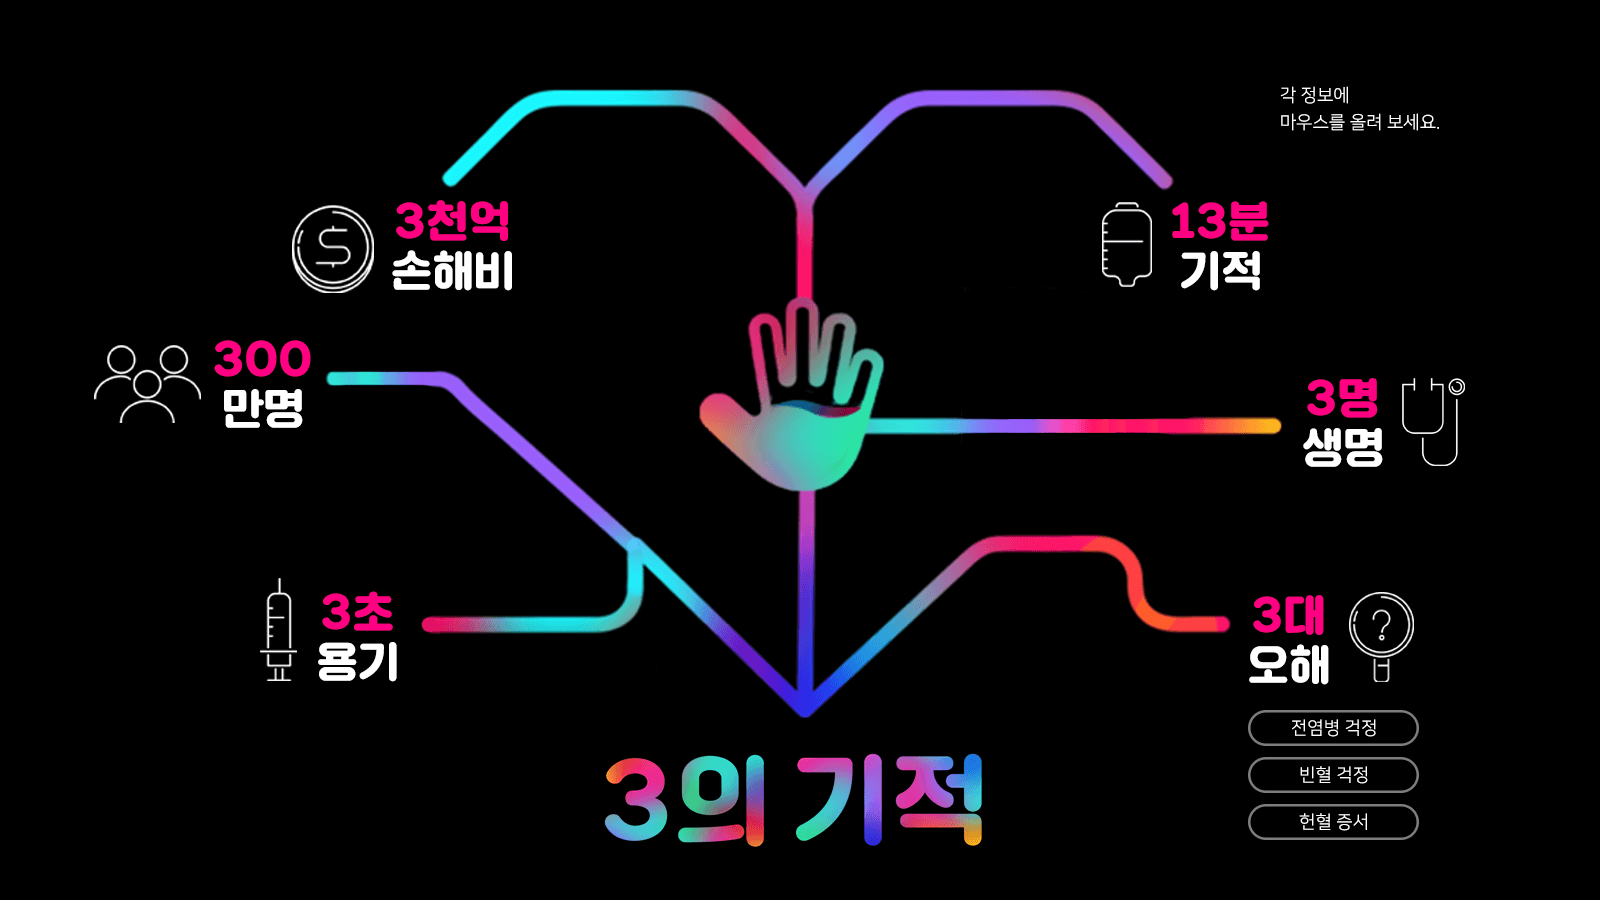 각 정보에
마우스를 올려 보세요.
3천억
손해비
13분
기적
300
만명
3명
생명
3초
용기
3대
오해
전염병 걱정
빈혈 걱정
헌혈 증서
3의 기적